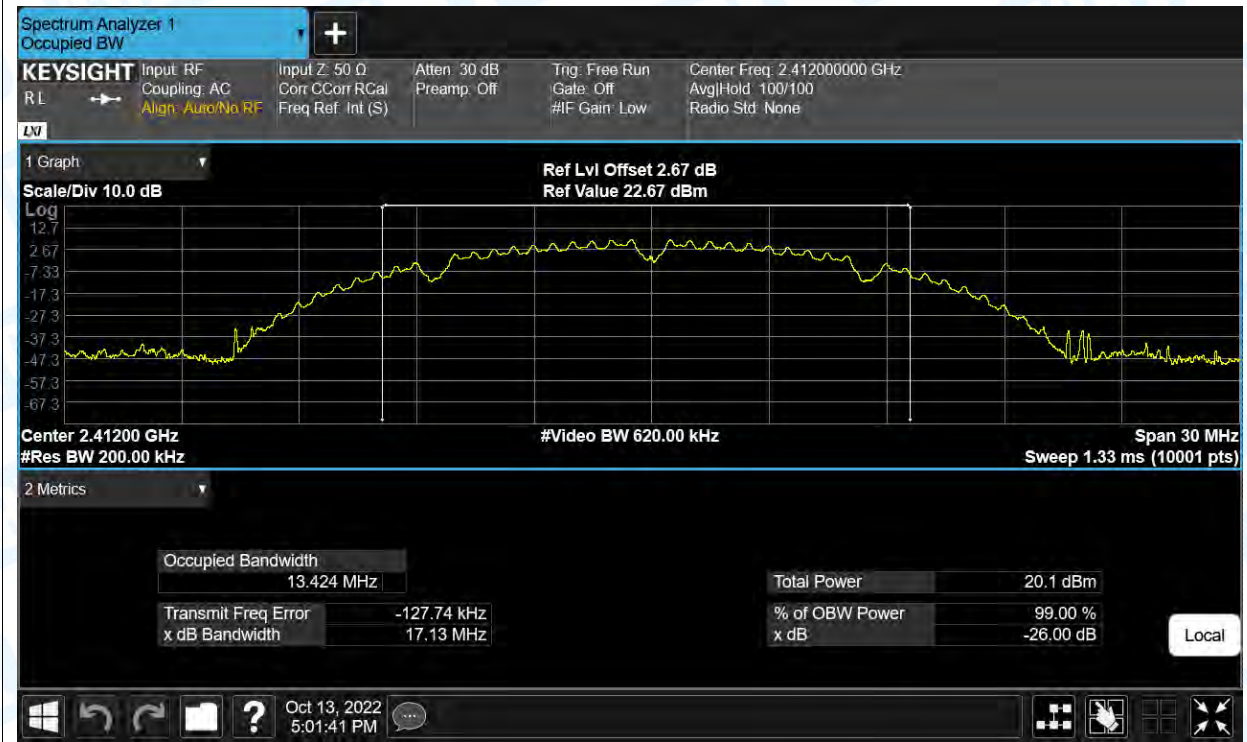 Spectrum Analyzer 1
Occupied BW
+
KEYSIGHT Input: RF Input Z: 50 Ω Atten: 30 dB Trig: Free Run Center Freq: 2.412000000 GHz
R L Coupling: AC Corr CCorr RCal Preamp: Off Gate: Off Avg|Hold: 100/100
Align: Auto/No RF Freq Ref: Int (S) #IF Gain: Low Radio Std: None
LXI
1 Graph
Ref Lvl Offset 2.67 dB
Scale/Div 10.0 dB Ref Value 22.67 dBm
Log
12.7
2.67
-7.33
-17.3
-27.3
-37.3
-47.3
-57.3
-67.3
Center 2.41200 GHz #Video BW 620.00 kHz Span 30 MHz
#Res BW 200.00 kHz Sweep 1.33 ms (10001 pts)
2 Metrics
Occupied Bandwidth
13.424 MHz Total Power 20.1 dBm
Transmit Freq Error -127.74 kHz % of OBW Power 99.00 %
x dB Bandwidth 17.13 MHz x dB -26.00 dB
Local
? Oct 13, 2022
5:01:41 PM